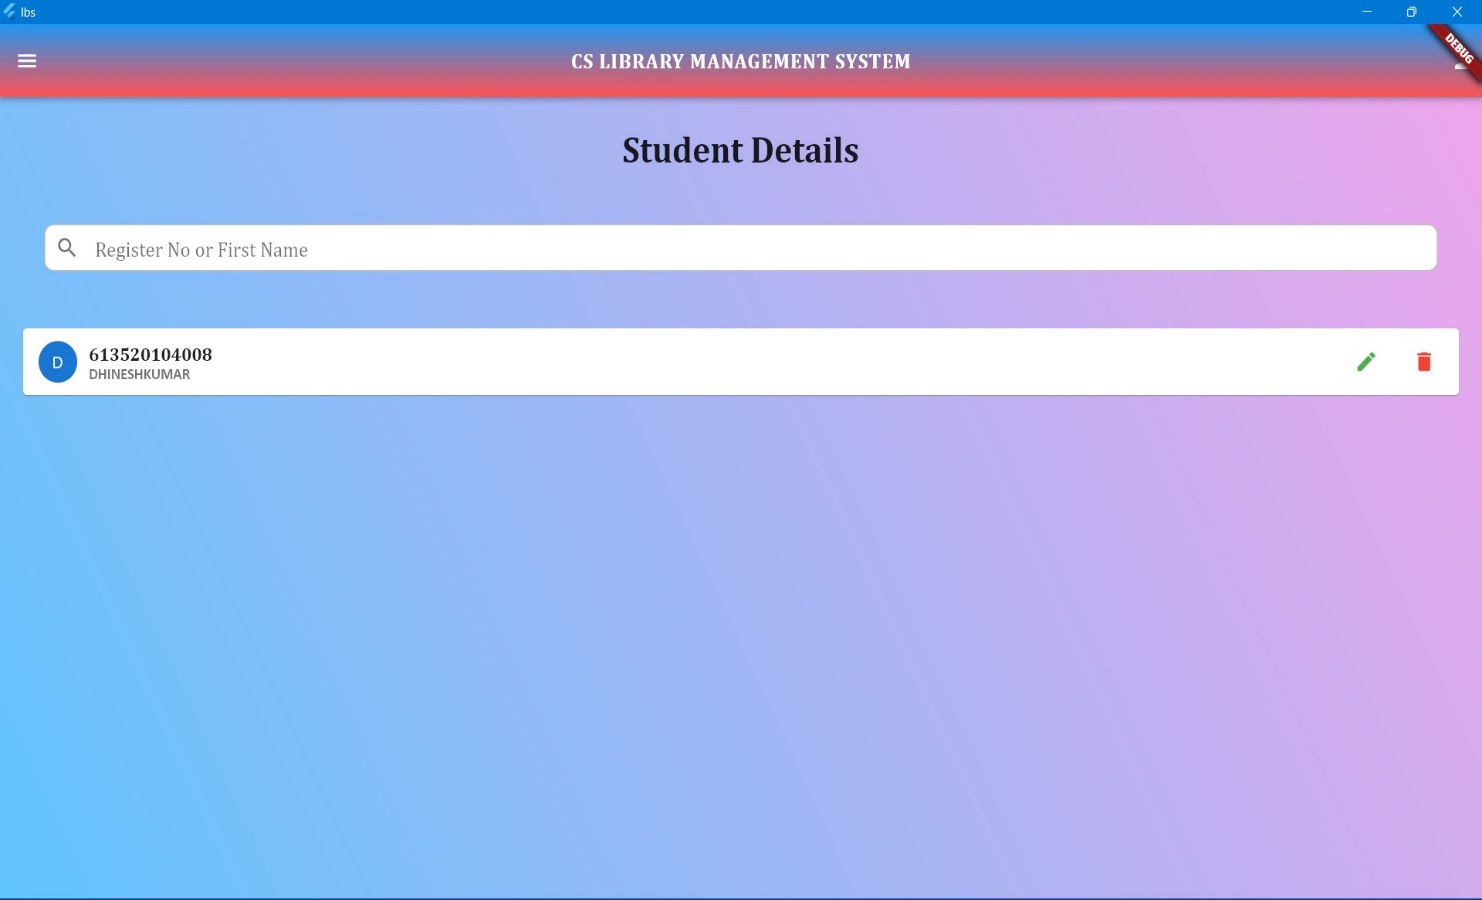 lbs
DEBUG
CS LIBRARY MANAGEMENT SYSTEM
Student Details
Register No or First Name
D
613520104008
DHINESHKUMAR